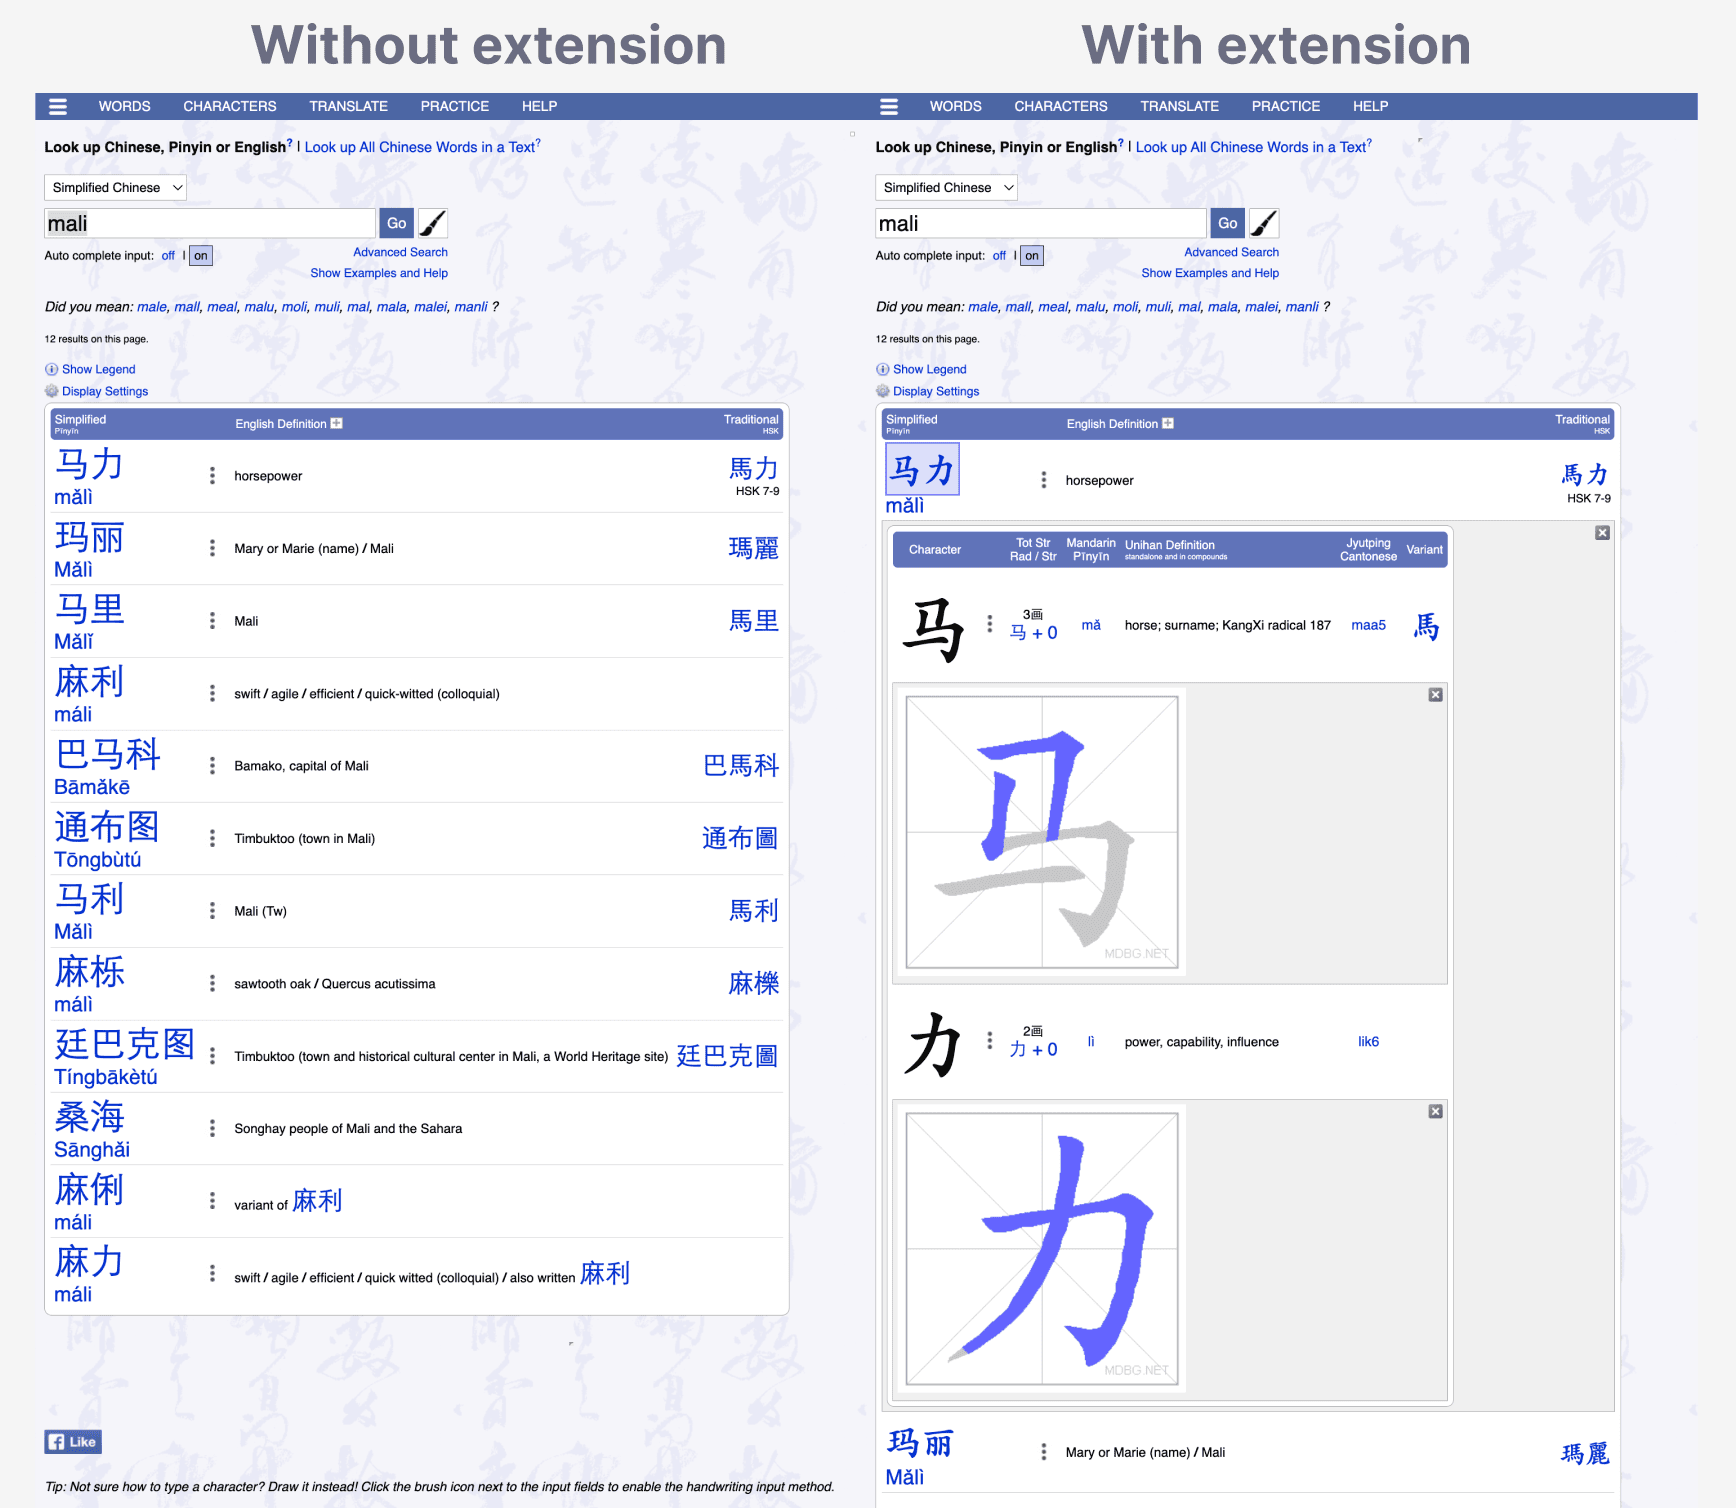 Without extension
WORDS CHARACTERS TRANSLATE PRACTICE HELP
Look up Chinese, Pinyin or English? | Look up All Chinese Words in a Text?
Simplified Chinese
mali Go
Auto complete input: off | on Advanced Search
Show Examples and Help
Did you mean: male, mall, meal, malu, moli, muli, mal, mala, malei, manli ?
12 results on this page.
Show Legend
Display Settings
Simplified English Definition Traditional
Pīnyīn HSK
马力 horsepower 馬力
mǎlì HSK 7-9
玛丽 Mary or Marie (name) / Mali 瑪麗
Mǎlì
马里 Mali 馬里
Mǎlǐ
麻利 swift / agile / efficient / quick-witted (colloquial)
máli
巴马科 Bamako, capital of Mali 巴馬科
Bāmǎkē
通布图 Timbuktoo (town in Mali) 通布圖
Tōngbùtú
马利 Mali (Tw) 馬利
Mǎlì
麻栎 sawtooth oak / Quercus acutissima 麻櫟
málì
廷巴克图 Timbuktoo (town and historical cultural center in Mali, a World Heritage site) 廷巴克圖
Tíngbākètú
桑海 Songhay people of Mali and the Sahara
Sānghǎi
麻俐 variant of 麻利
máli
麻力 swift / agile / efficient / quick witted (colloquial) / also written 麻利
máli
Like
Tip: Not sure how to type a character? Draw it instead! Click the brush icon next to the input fields to enable the handwriting input method.
With extension
WORDS CHARACTERS TRANSLATE PRACTICE HELP
Look up Chinese, Pinyin or English? | Look up All Chinese Words in a Text?
Simplified Chinese
mali Go
Auto complete input: off | on Advanced Search
Show Examples and Help
Did you mean: male, mall, meal, malu, moli, muli, mal, mala, malei, manli ?
12 results on this page.
Show Legend
Display Settings
Simplified English Definition Traditional
Pīnyīn HSK
马力 horsepower 馬力
mǎlì HSK 7-9
Character Tot Str Mandarin Unihan Definition Jyutping Variant
Rad / Str Pīnyīn standalone and in compounds Cantonese
马 3画 mǎ horse; surname; KangXi radical 187 maa5 馬
马 + 0
马
MDBG.NET
力 2画 lì power, capability, influence lik6
力 + 0
力
MDBG.NET
玛丽 Mary or Marie (name) / Mali 瑪麗
Mǎlì